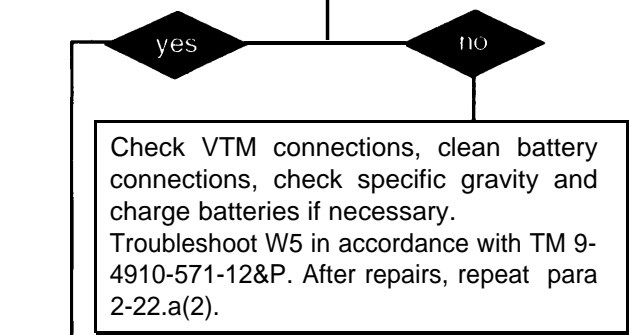 yes
no
Check VTM connections, clean battery
connections, check specific gravity and
charge batteries if necessary.
Troubleshoot W5 in accordance with TM 9-
4910-571-12&P. After repairs, repeat para
2-22.a(2).